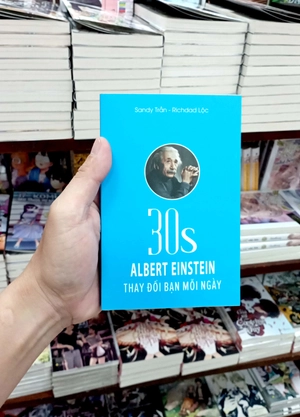 Sandy Trần - Richdad Lộc
30s
ALBERT EINSTEIN
THAY ĐỔI BẠN MỖI NGÀY